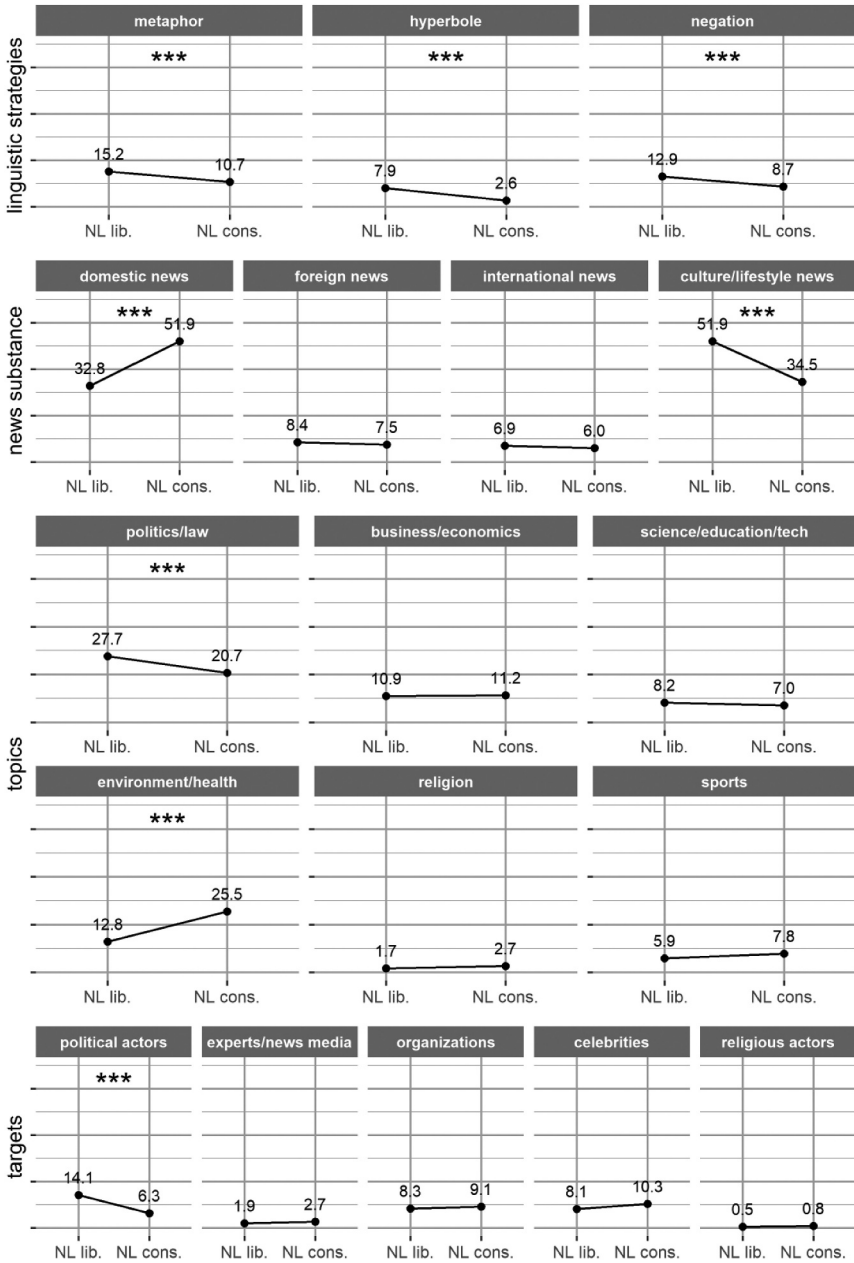 linguistic strategies
metaphor hyperbole negation
*** *** ***
15.2 10.7 7.9 2.6 12.9 8.7
NL lib. NL cons. NL lib. NL cons. NL lib. NL cons.
news substance
domestic news foreign news international news culture/lifestyle news
*** ***
32.8 51.9 8.4 7.5 6.9 6.0 51.9 34.5
NL lib. NL cons. NL lib. NL cons. NL lib. NL cons. NL lib. NL cons.
topics
politics/law business/economics science/education/tech
***
27.7 20.7 10.9 11.2 8.2 7.0
NL lib. NL cons. NL lib. NL cons. NL lib. NL cons.
environment/health religion sports
***
12.8 25.5 1.7 2.7 5.9 7.8
NL lib. NL cons. NL lib. NL cons. NL lib. NL cons.
targets
political actors experts/news media organizations celebrities religious actors
***
14.1 6.3 1.9 2.7 8.3 9.1 8.1 10.3 0.5 0.8
NL lib. NL cons. NL lib. NL cons. NL lib. NL cons. NL lib. NL cons. NL lib. NL cons.